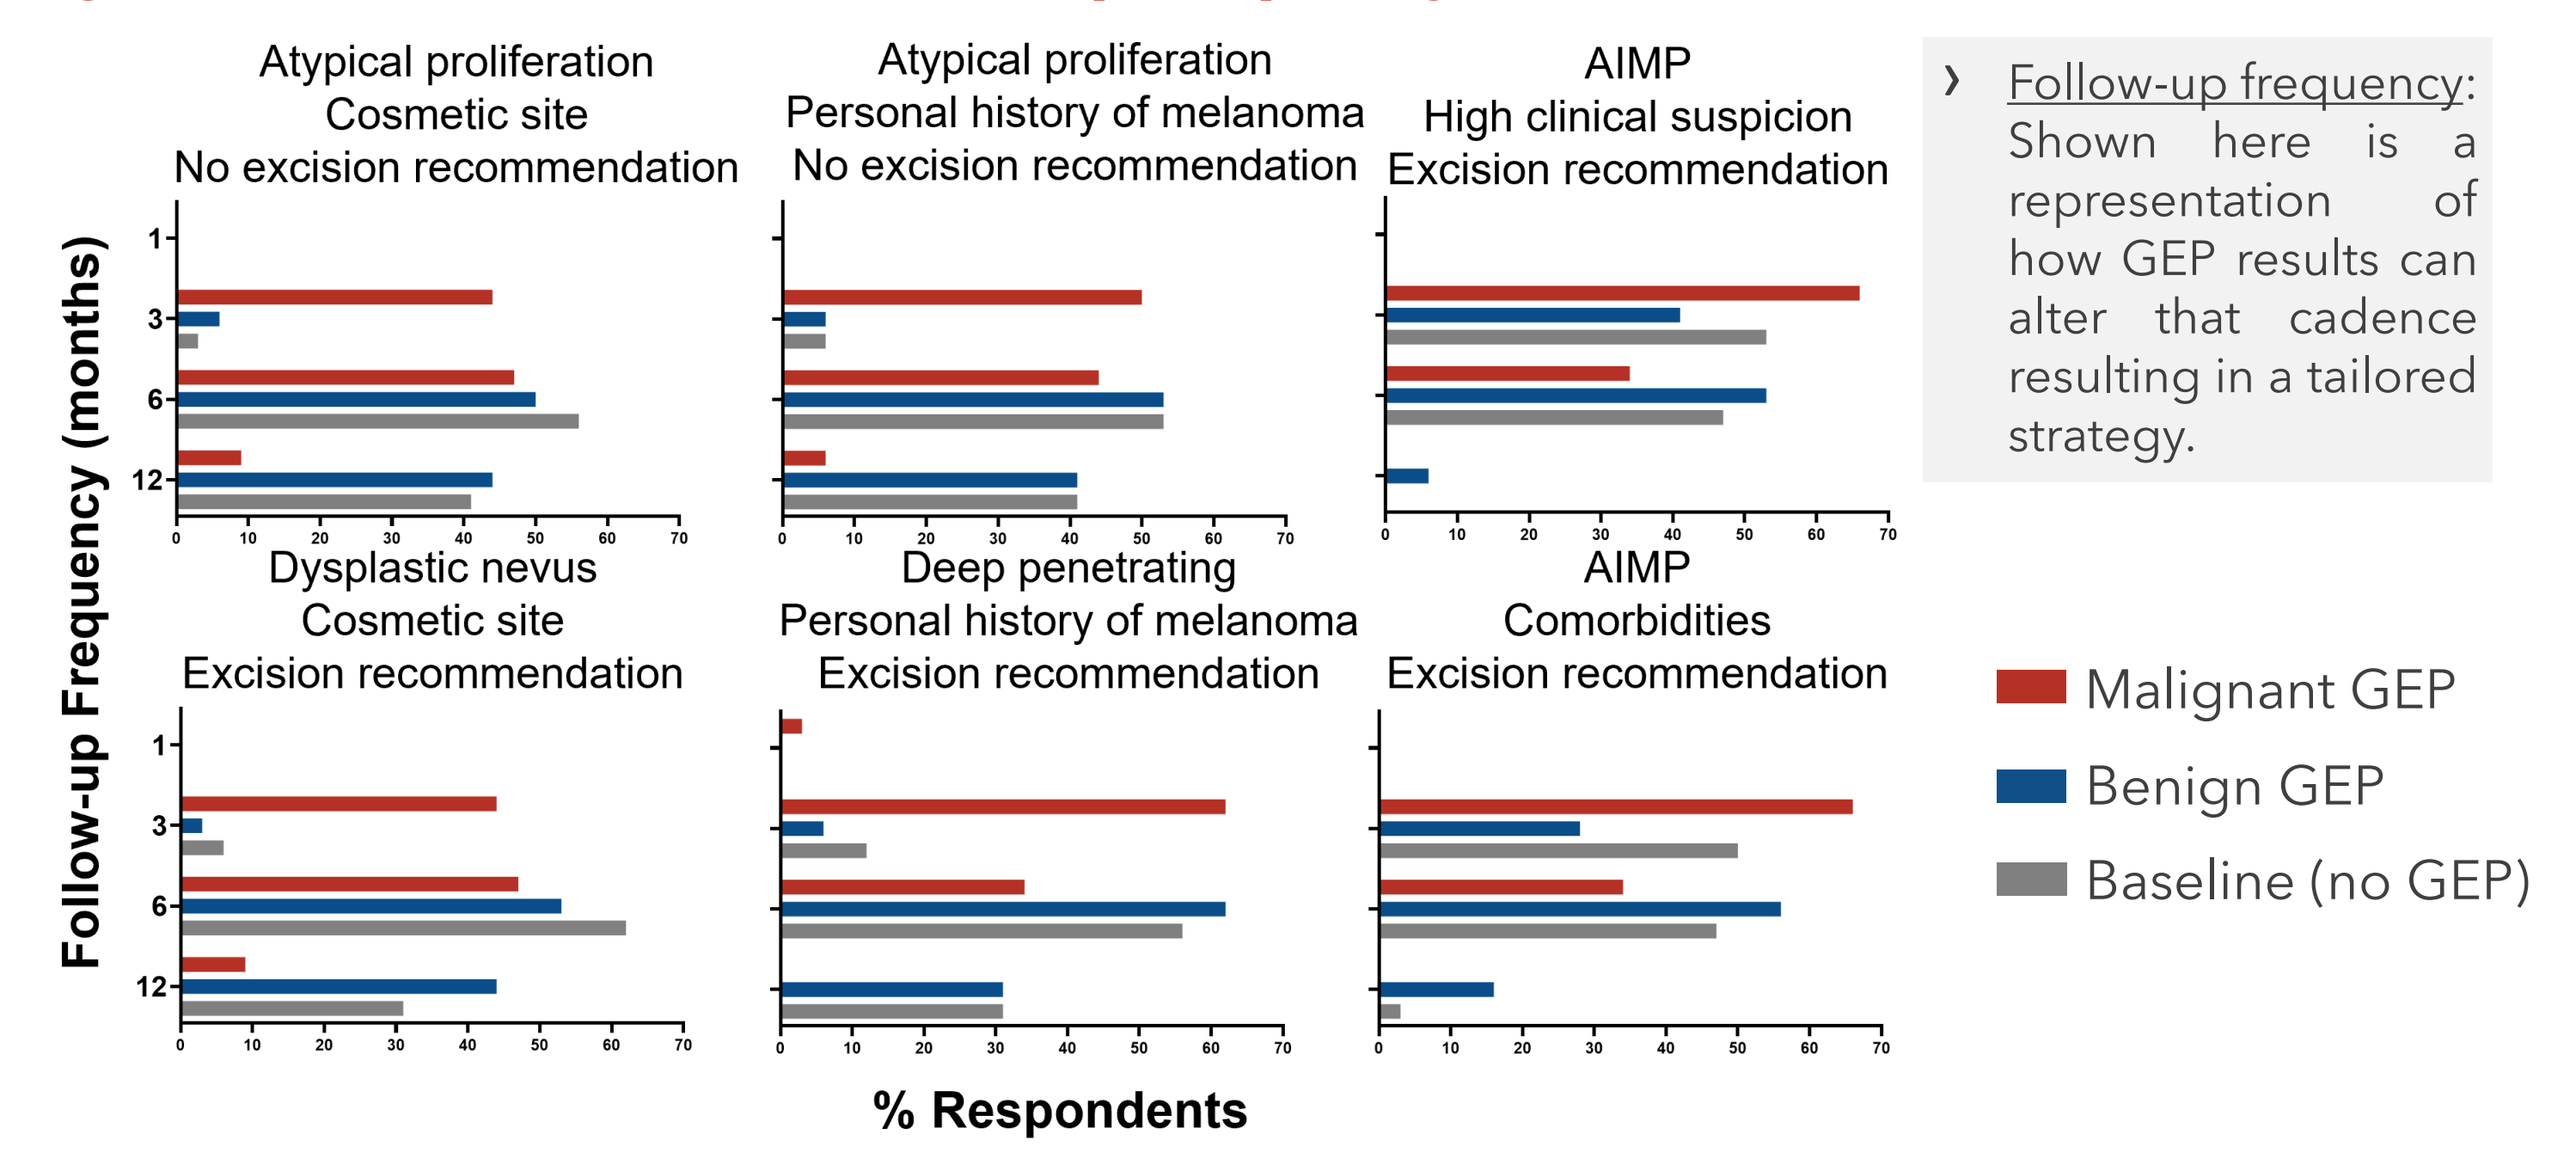 Atypical proliferation
Cosmetic site
No excision recommendation
Atypical proliferation
Personal history of melanoma
No excision recommendation
AIMP
High clinical suspicion
Excision recommendation
› Follow-up frequency:
Shown here is a
representation of
how GEP results can
alter that cadence
resulting in a tailored
strategy.
Follow-up Frequency (months)
1
3
6
12
0 10 20 30 40 50 60 70
0 10 20 30 40 50 60 70
0 10 20 30 40 50 60 70
Dysplastic nevus
Cosmetic site
Excision recommendation
Deep penetrating
Personal history of melanoma
Excision recommendation
AIMP
Comorbidities
Excision recommendation
1
3
6
12
0 10 20 30 40 50 60 70
0 10 20 30 40 50 60 70
0 10 20 30 40 50 60 70
% Respondents
Malignant GEP
Benign GEP
Baseline (no GEP)